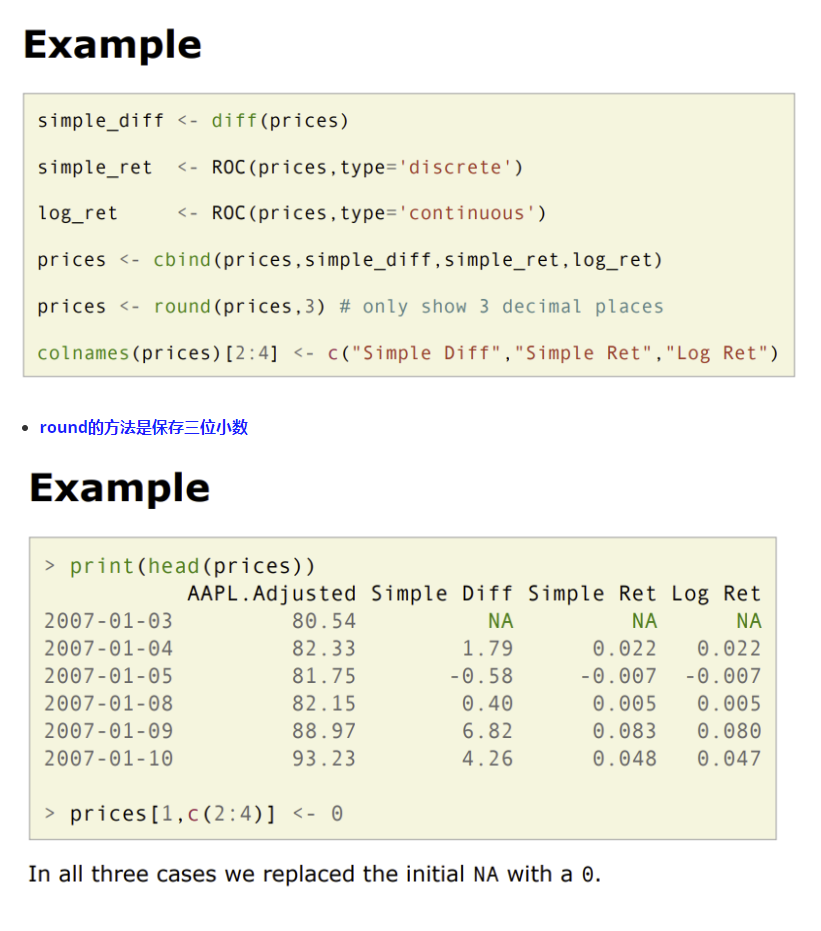 Example
simple_diff <- diff(prices)
simple_ret  <- ROC(prices,type='discrete')
log_ret     <- ROC(prices,type='continuous')
prices <- cbind(prices,simple_diff,simple_ret,log_ret)
prices <- round(prices,3) # only show 3 decimal places
colnames(prices)[2:4] <- c("Simple Diff","Simple Ret","Log Ret")
• round的方法是保存三位小数
Example
> print(head(prices))
           AAPL.Adjusted Simple Diff Simple Ret Log Ret
2007-01-03         80.54          NA         NA      NA
2007-01-04         82.33        1.79      0.022   0.022
2007-01-05         81.75       -0.58     -0.007  -0.007
2007-01-08         82.15        0.40      0.005   0.005
2007-01-09         88.97        6.82      0.083   0.080
2007-01-10         93.23        4.26      0.048   0.047
> prices[1,c(2:4)] <- 0
In all three cases we replaced the initial NA with a 0.